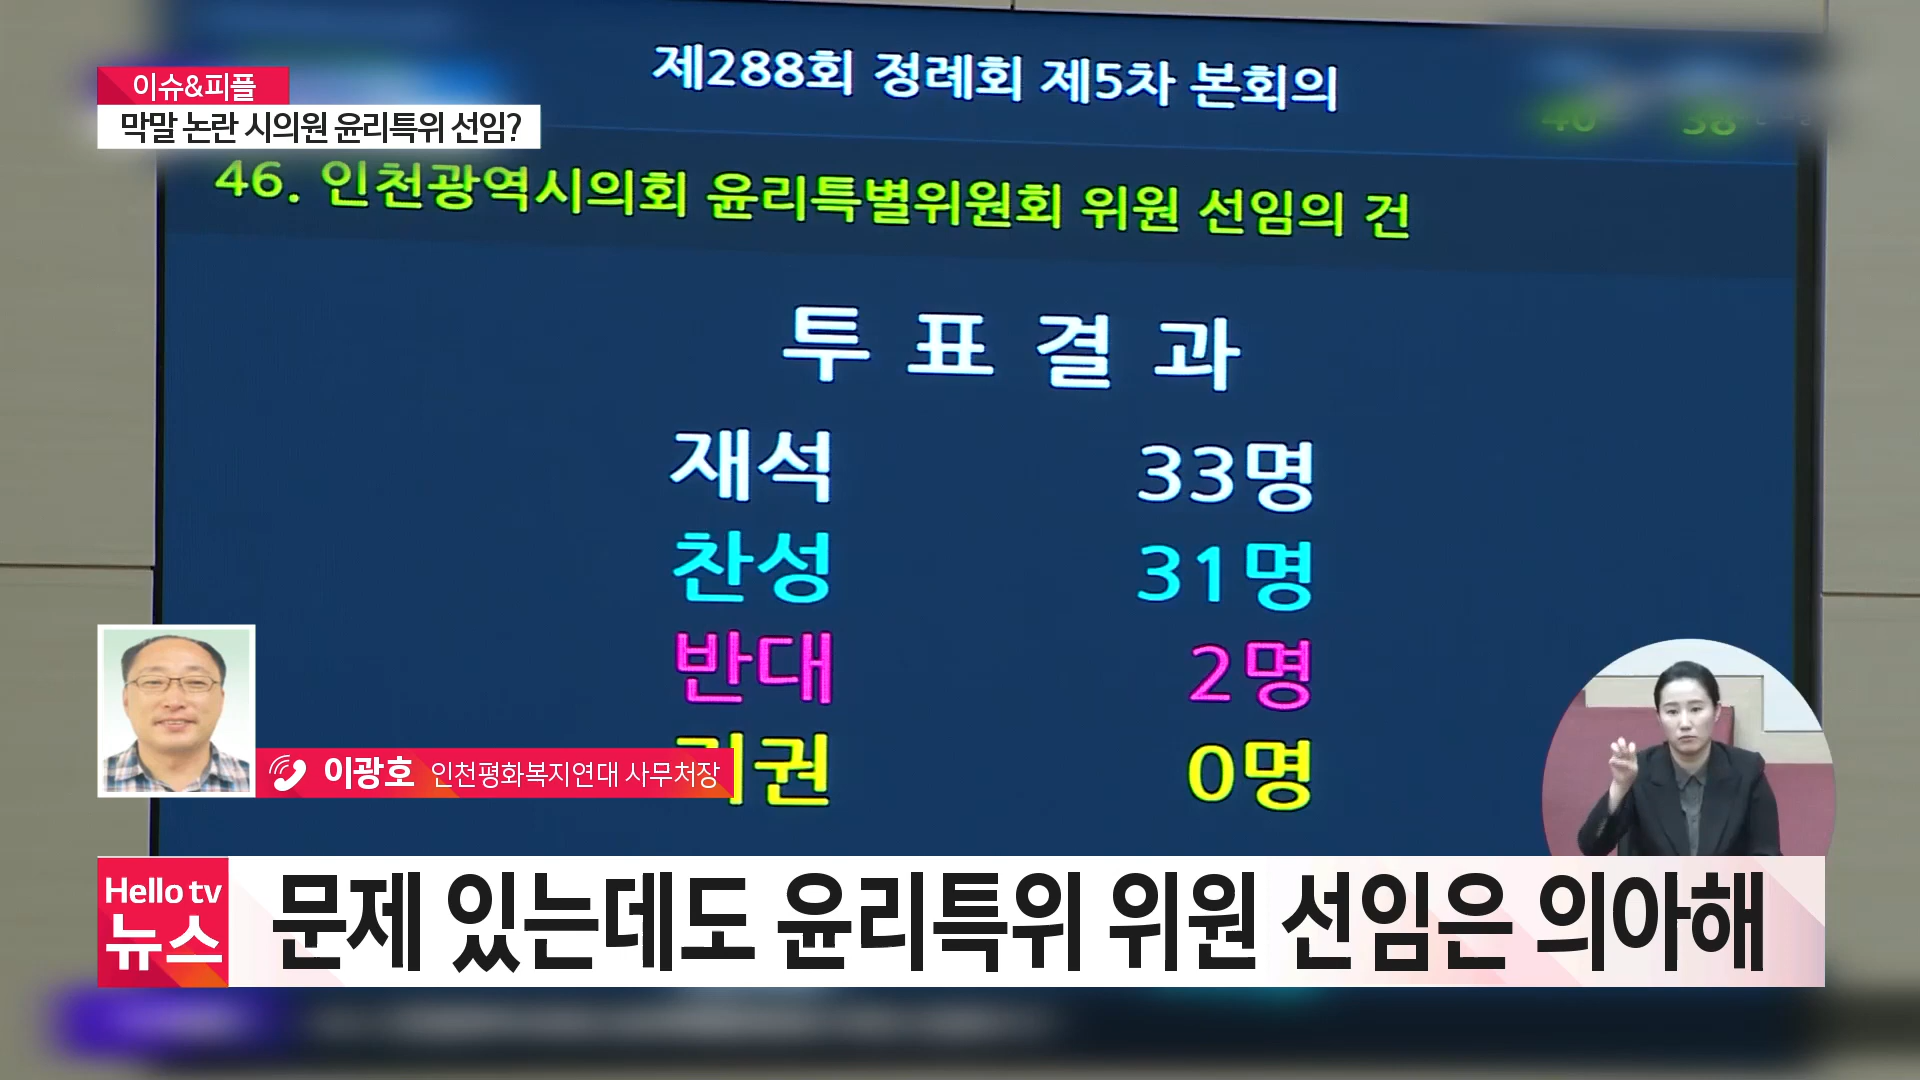 제288회 정례회 제5차 본회의
이슈&피플
막말 논란 시의원 윤리특위 선임?
40 38
46. 인천광역시의회 윤리특별위원회 위원 선임의 건
투표결과
재석 33명
찬성 31명
반대 2명
기권 0명
이광호 인천평화복지연대 사무처장
Hello tv
뉴스
문제 있는데도 윤리특위 위원 선임은 의아해